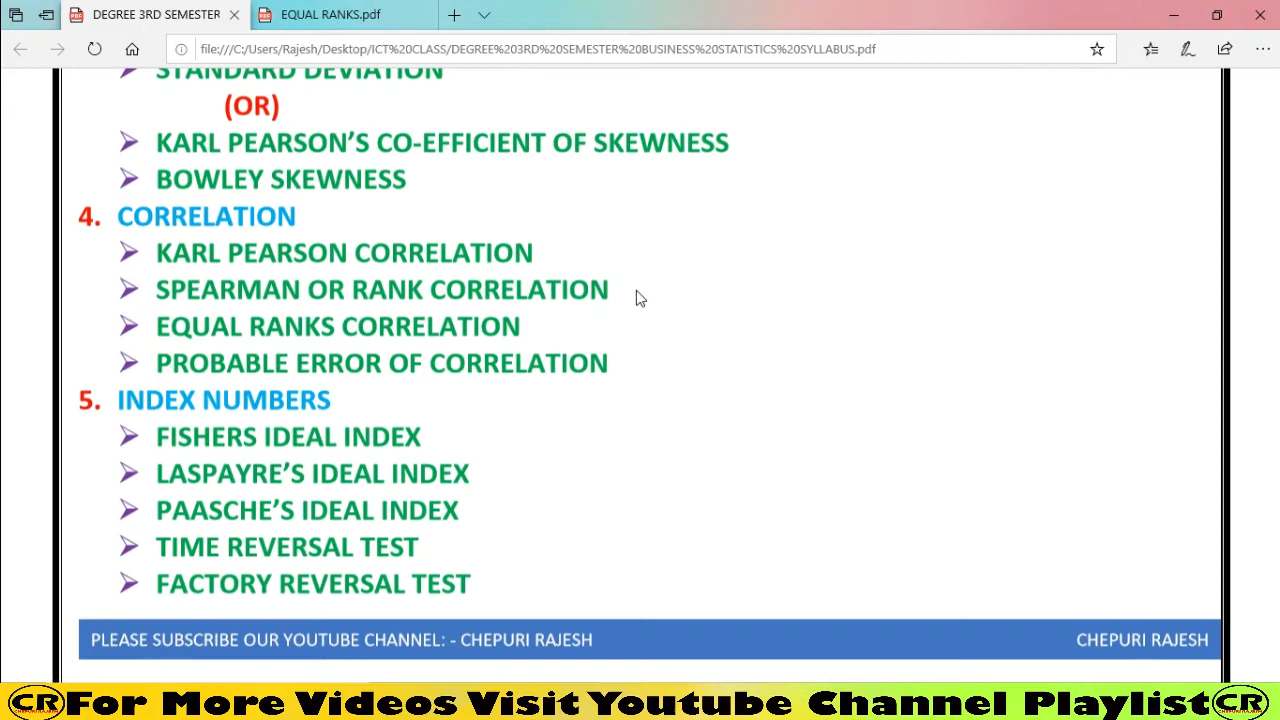 DEGREE 3RD SEMESTER
EQUAL RANKS.pdf
file:///C:/Users/Rajesh/Desktop/ICT%20CLASS/DEGREE%203RD%20SEMESTER%20BUSINESS%20STATISTICS%20SYLLABUS.pdf
STANDARD DEVIATION
(OR)
KARL PEARSON'S CO-EFFICIENT OF SKEWNESS
BOWLEY SKEWNESS
4. CORRELATION
KARL PEARSON CORRELATION
SPEARMAN OR RANK CORRELATION
EQUAL RANKS CORRELATION
PROBABLE ERROR OF CORRELATION
5. INDEX NUMBERS
FISHERS IDEAL INDEX
LASPAYRE'S IDEAL INDEX
PAASCHE'S IDEAL INDEX
TIME REVERSAL TEST
FACTORY REVERSAL TEST
PLEASE SUBSCRIBE OUR YOUTUBE CHANNEL: - CHEPURI RAJESH CHEPURI RAJESH
CR For More Videos Visit Youtube Channel Playlist CR